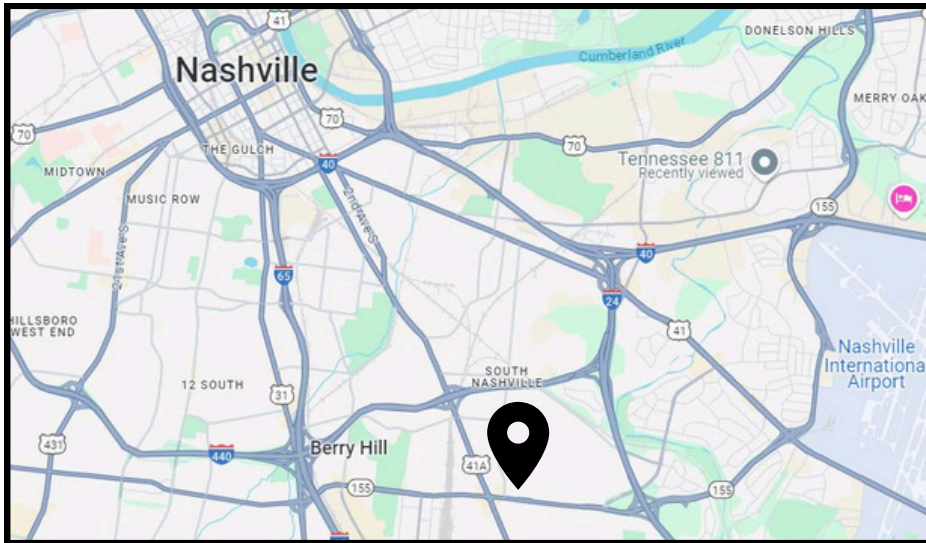 41
DONELSON HILLS
Cumberland River
Nashville
MERRY OAK
70
70
70
THE GULCH
40
Tennessee 811
Recently viewed
MIDTOWN
MUSIC ROW
2nd Ave S
155
21st Ave S
65
40
24
HILLSBORO
WEST END
41
Nashville
International
Airport
12 SOUTH
SOUTH
NASHVILLE
31
431
440
Berry Hill
41A
155
155